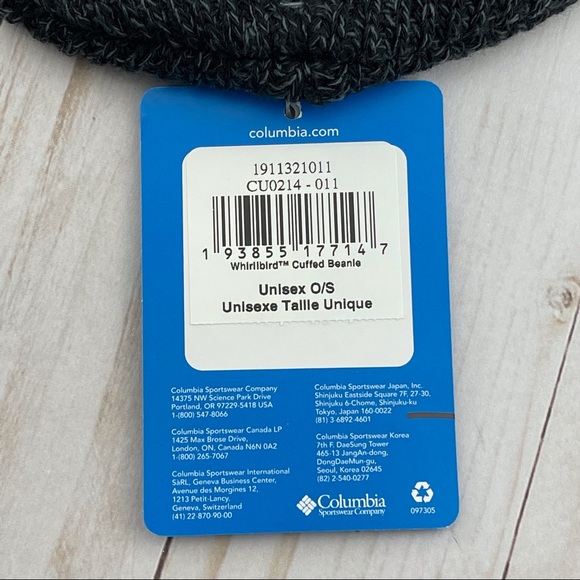 columbia.com
1911321011
CU0214 - 011
1 93855 17714 7
Whirlibird™ Cuffed Beanie
Unisex O/S
Unisexe Taille Unique
Columbia Sportswear Company
14375 NW Science Park Drive
Portland, OR 97229-5418 USA
1-(800) 547-8066
Columbia Sportswear Canada LP
1425 Max Brose Drive,
London, ON, Canada N6N 0A2
1-(800) 265-7067
Columbia Sportswear International
SàRL, Geneva Business Center,
Avenue des Morgines 12,
1213 Petit-Lancy,
Geneva, Switzerland
(41) 22 870-90-00
Columbia Sportswear Japan, Inc.
Shinjuku Eastside Square 7F, 27-30,
Shinjuku 6-Chome, Shinjuku-ku
Tokyo, Japan 160-0022
(81) 3 6892-4601
Columbia Sportswear Korea
7th F. DaeSung Tower
465-13 JangAn-dong,
DongDaeMun-gu,
Seoul, Korea 02645
(82) 2-540-0277
Columbia
Sportswear Company
097305